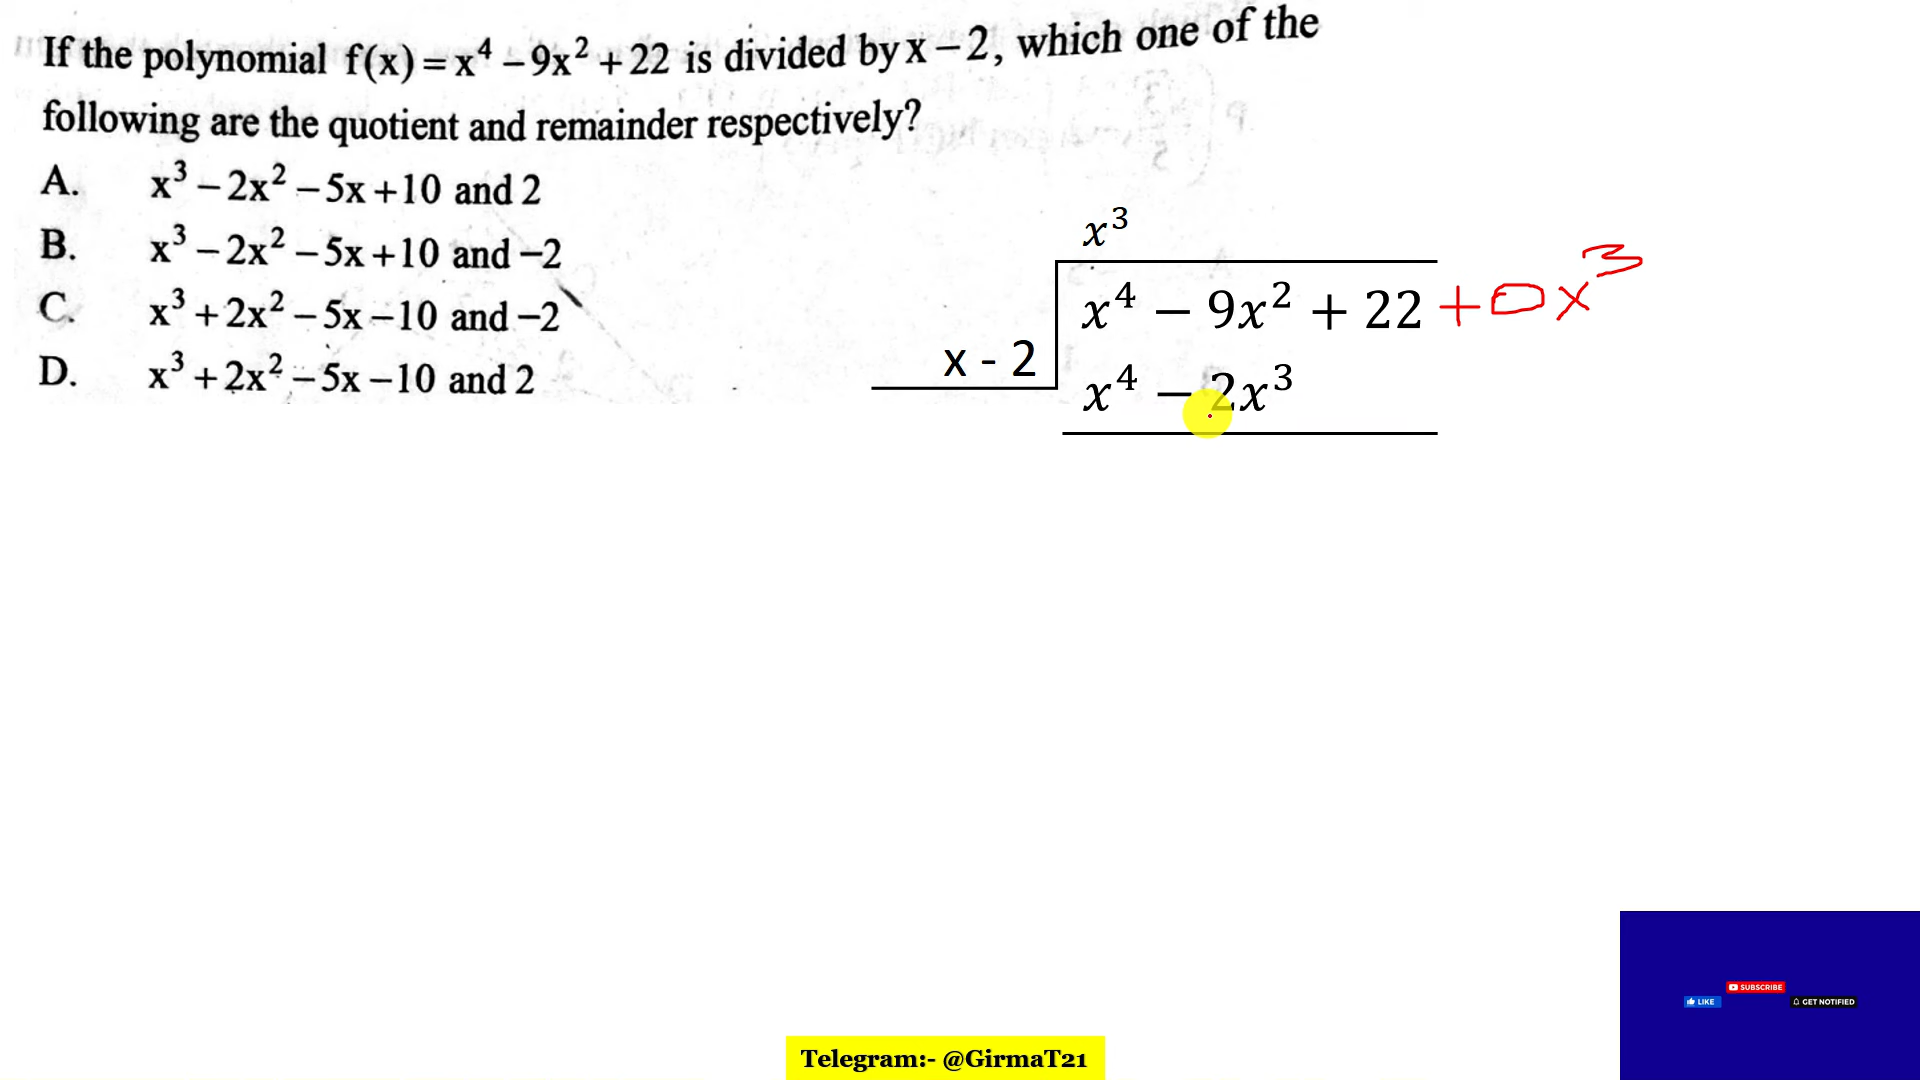 If the polynomial f(x) = x⁴ – 9x² + 22 is divided by x – 2, which one of the
following are the quotient and remainder respectively?
A. x³ – 2x² – 5x + 10 and 2
B. x³ – 2x² – 5x + 10 and –2
C. x³ + 2x² – 5x – 10 and –2
D. x³ + 2x² – 5x – 10 and 2
x³
x⁴ − 9x² + 22 + 0x³
x - 2
x⁴ − 2x³
SUBSCRIBE
LIKE
GET NOTIFIED
Telegram:- @GirmaT21